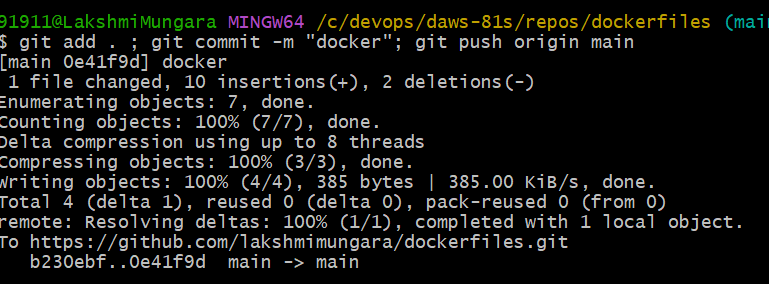 91911@LakshmiMungara MINGW64 /c/devops/daws-81s/repos/dockerfiles (mai
$ git add . ; git commit -m "docker"; git push origin main
[main 0e41f9d] docker
 1 file changed, 10 insertions(+), 2 deletions(-)
Enumerating objects: 7, done.
Counting objects: 100% (7/7), done.
Delta compression using up to 8 threads
Compressing objects: 100% (3/3), done.
Writing objects: 100% (4/4), 385 bytes | 385.00 KiB/s, done.
Total 4 (delta 1), reused 0 (delta 0), pack-reused 0 (from 0)
remote: Resolving deltas: 100% (1/1), completed with 1 local object.
To https://github.com/lakshmimungara/dockerfiles.git
   b230ebf..0e41f9d  main -> main